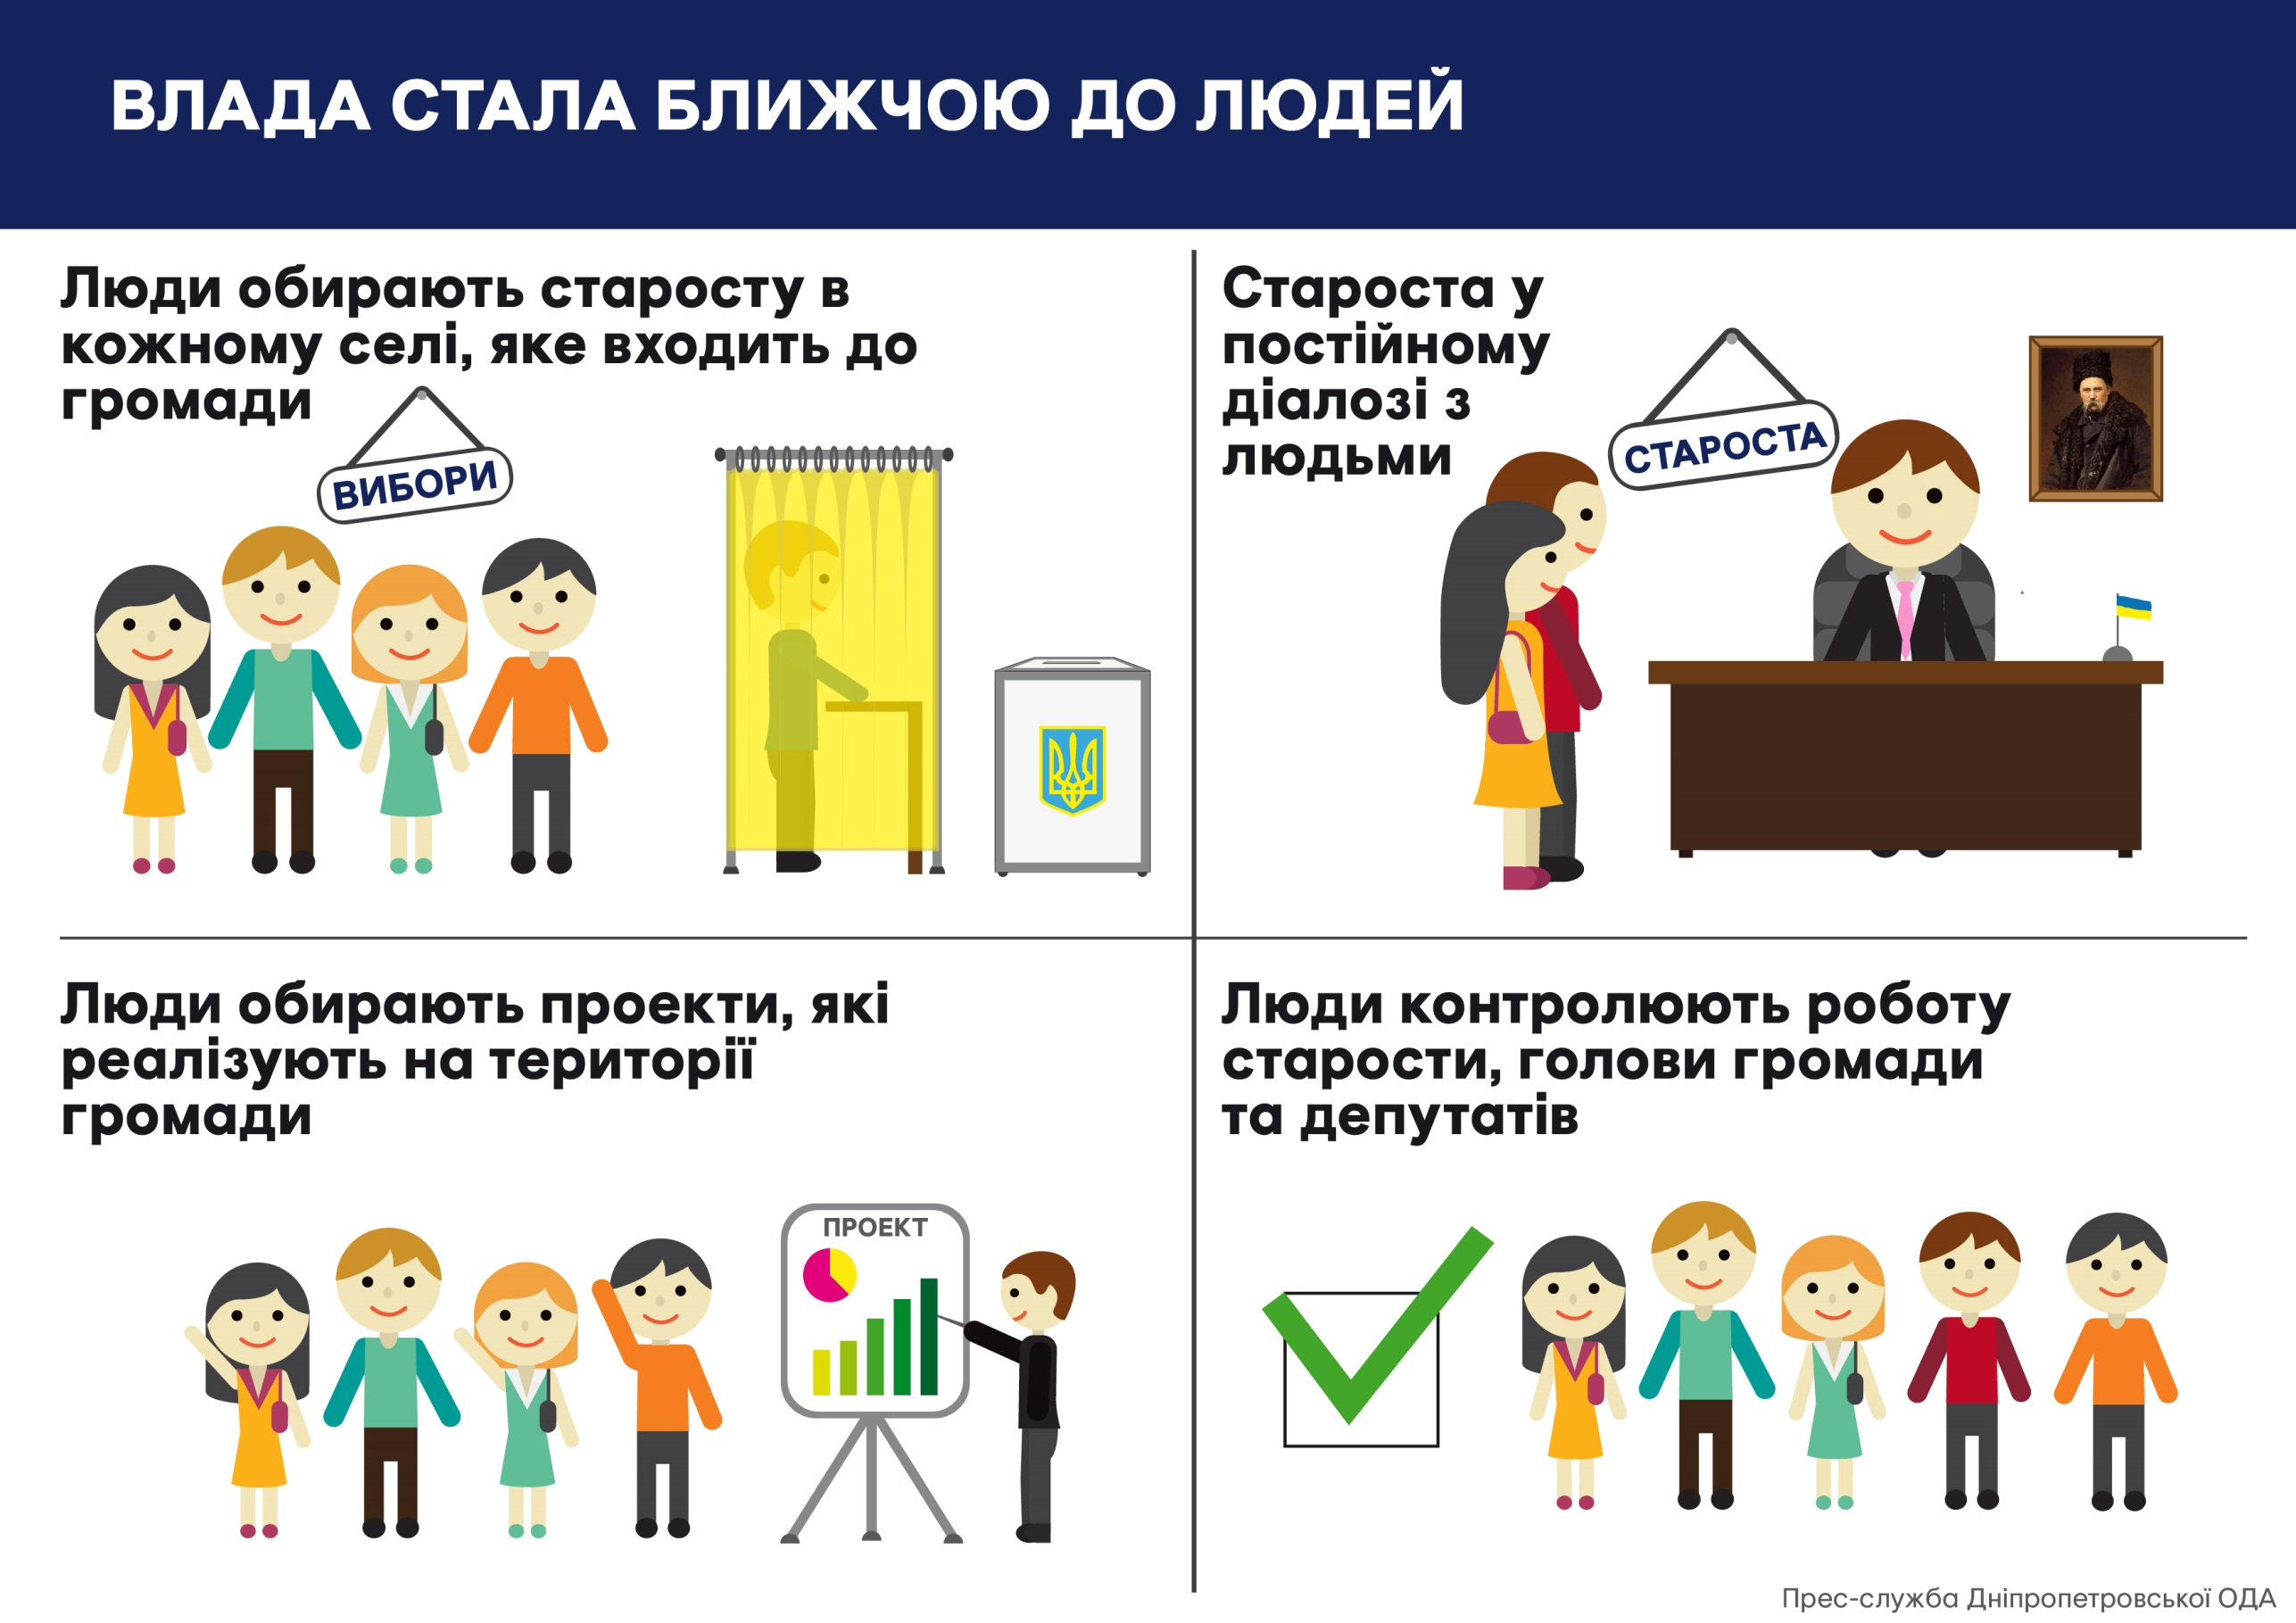 ВЛАДА СТАЛА БЛИЖЧОЮ ДО ЛЮДЕЙ
Люди обирають старосту в
кожному селі, яке входить до
громади
ВИБОРИ
Староста у
постійному
діалозі з
людьми
СТАРОСТА
Люди обирають проекти, які
реалізують на території
громади
ПРОЕКТ
Люди контролюють роботу
старости, голови громади
та депутатів
Прес-служба Дніпропетровської ОДА